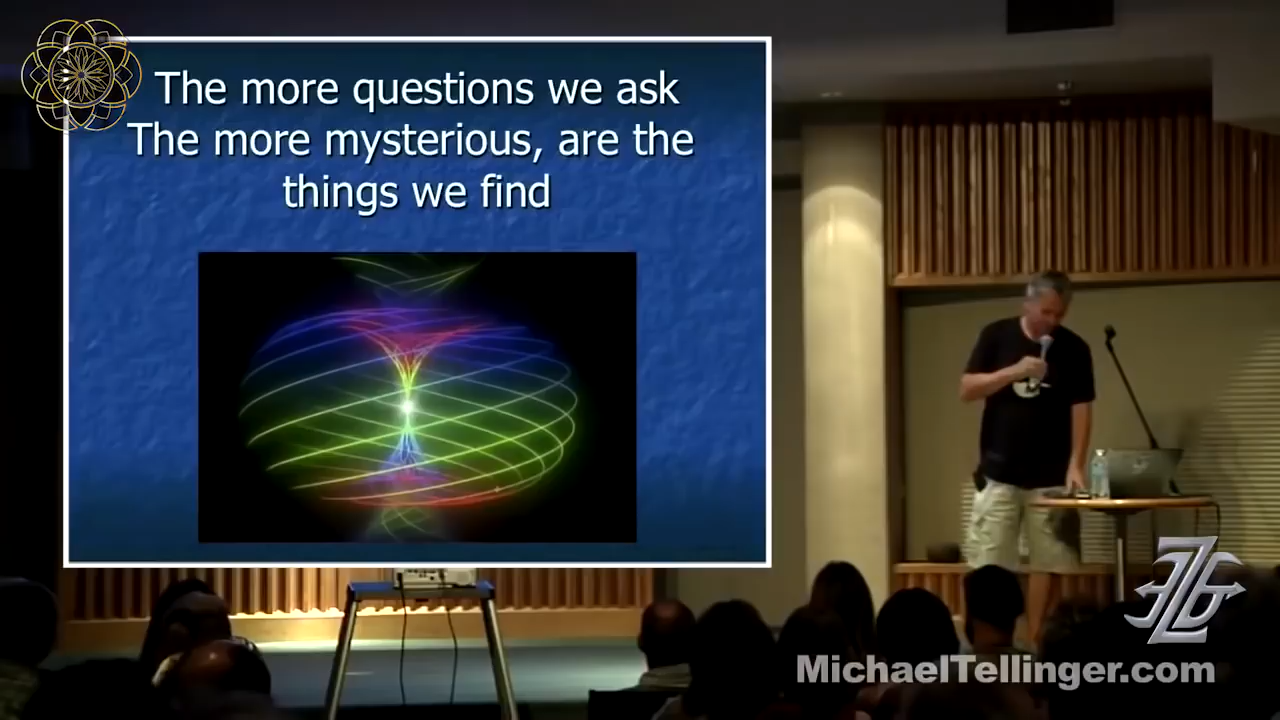 The more questions we ask
The more mysterious, are the
things we find
MichaelTellinger.com